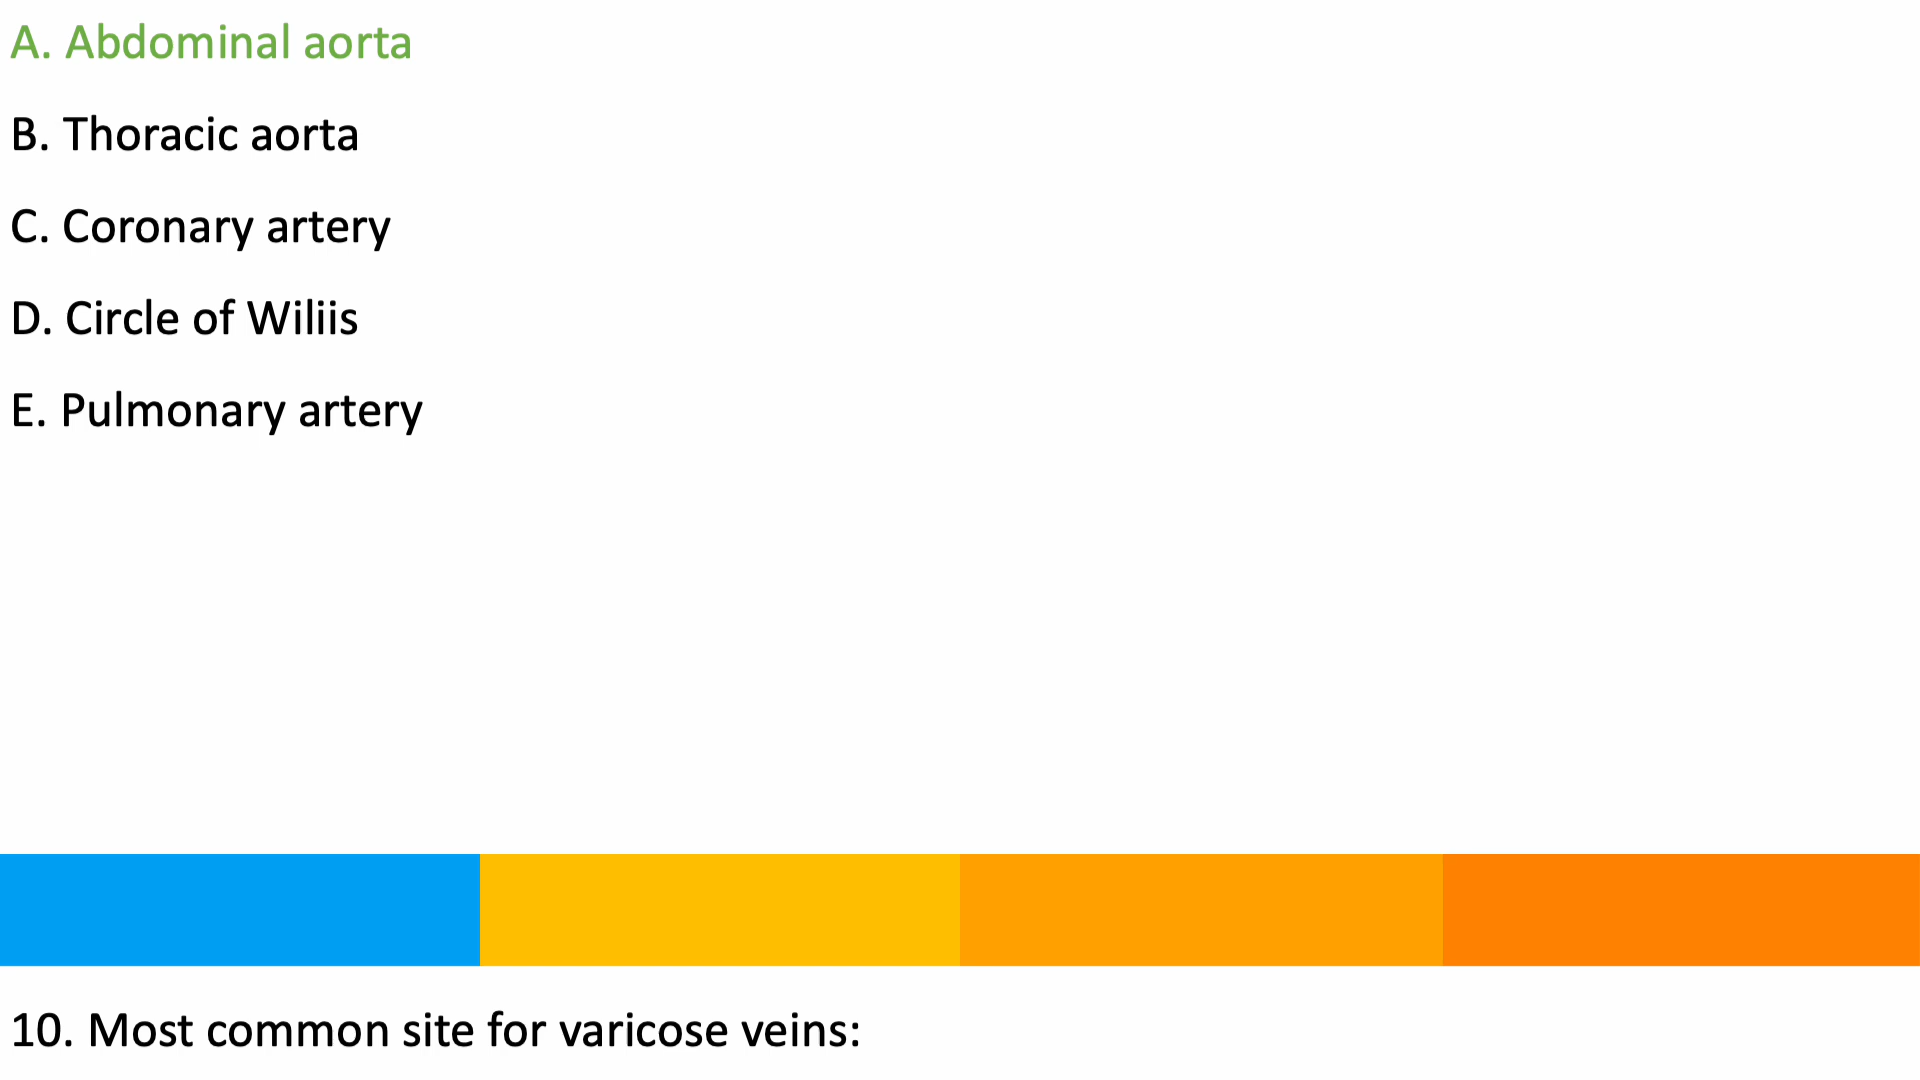 A. Abdominal aorta
B. Thoracic aorta
C. Coronary artery
D. Circle of Wiliis
E. Pulmonary artery
10. Most common site for varicose veins: